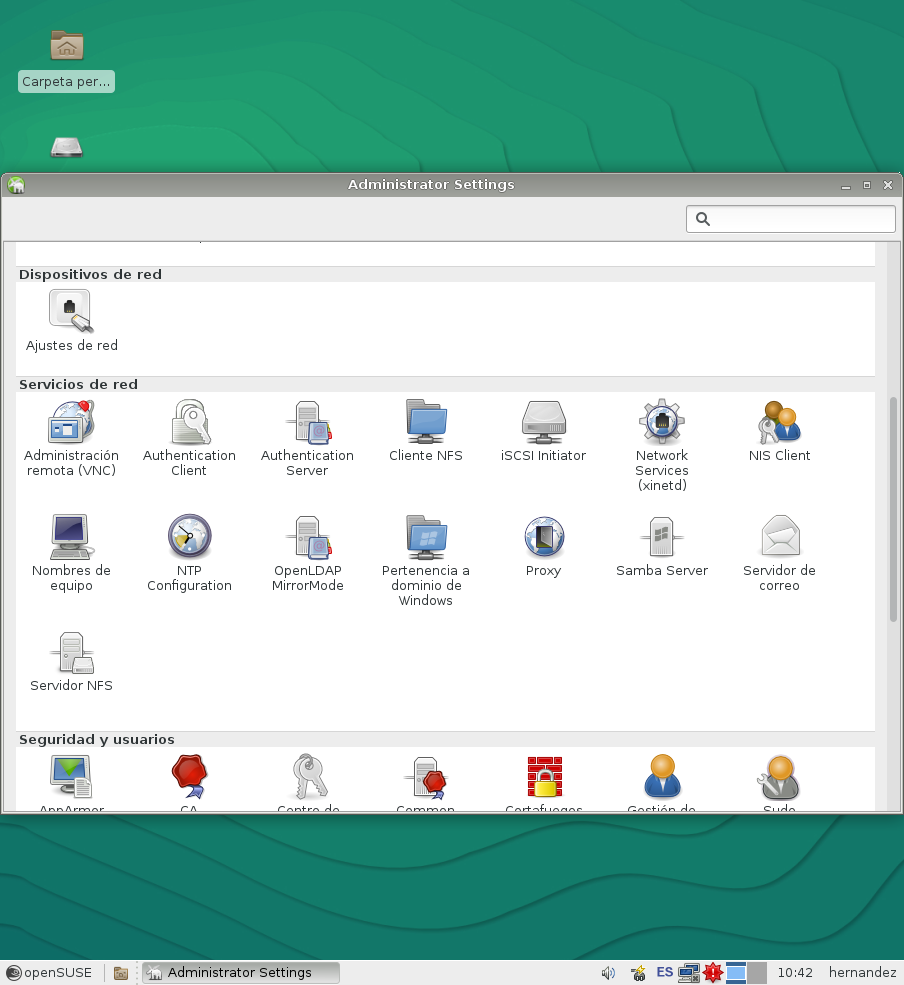 Carpeta per...
Administrator Settings
Dispositivos de red
Ajustes de red
Servicios de red
Administración
remota (VNC)
Authentication
Client
Authentication
Server
Cliente NFS
iSCSI Initiator
Network
Services
(xinetd)
NIS Client
Nombres de
equipo
NTP
Configuration
OpenLDAP
MirrorMode
Pertenencia a
dominio de
Windows
Proxy
Samba Server
Servidor de
correo
Servidor NFS
Seguridad y usuarios
AppArmor
CA
Centro de
Common
Cortafuegos
Gestión de
Sudo
openSUSE
Administrator Settings
ES
10:42
hernandez